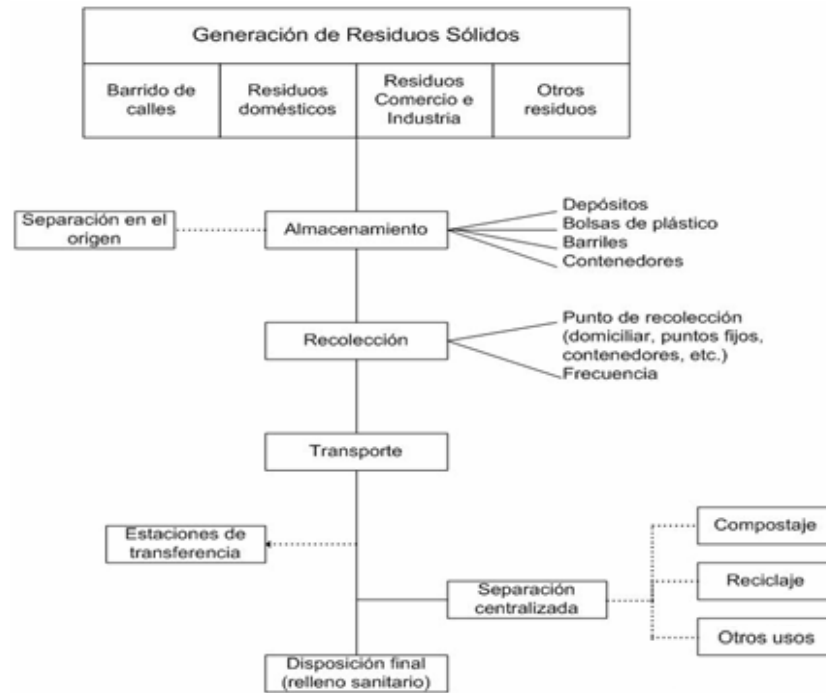 Generación de Residuos Sólidos
Barrido de
calles
Residuos
domésticos
Residuos
Comercio e
Industria
Otros
residuos
Separación en el
origen
Almacenamiento
Depósitos
Bolsas de plástico
Barriles
Contenedores
Recolección
Punto de recolección
(domiciliar, puntos fijos,
contenedores, etc.)
Frecuencia
Transporte
Estaciones de
transferencia
Separación
centralizada
Compostaje
Reciclaje
Otros usos
Disposición final
(relleno sanitario)